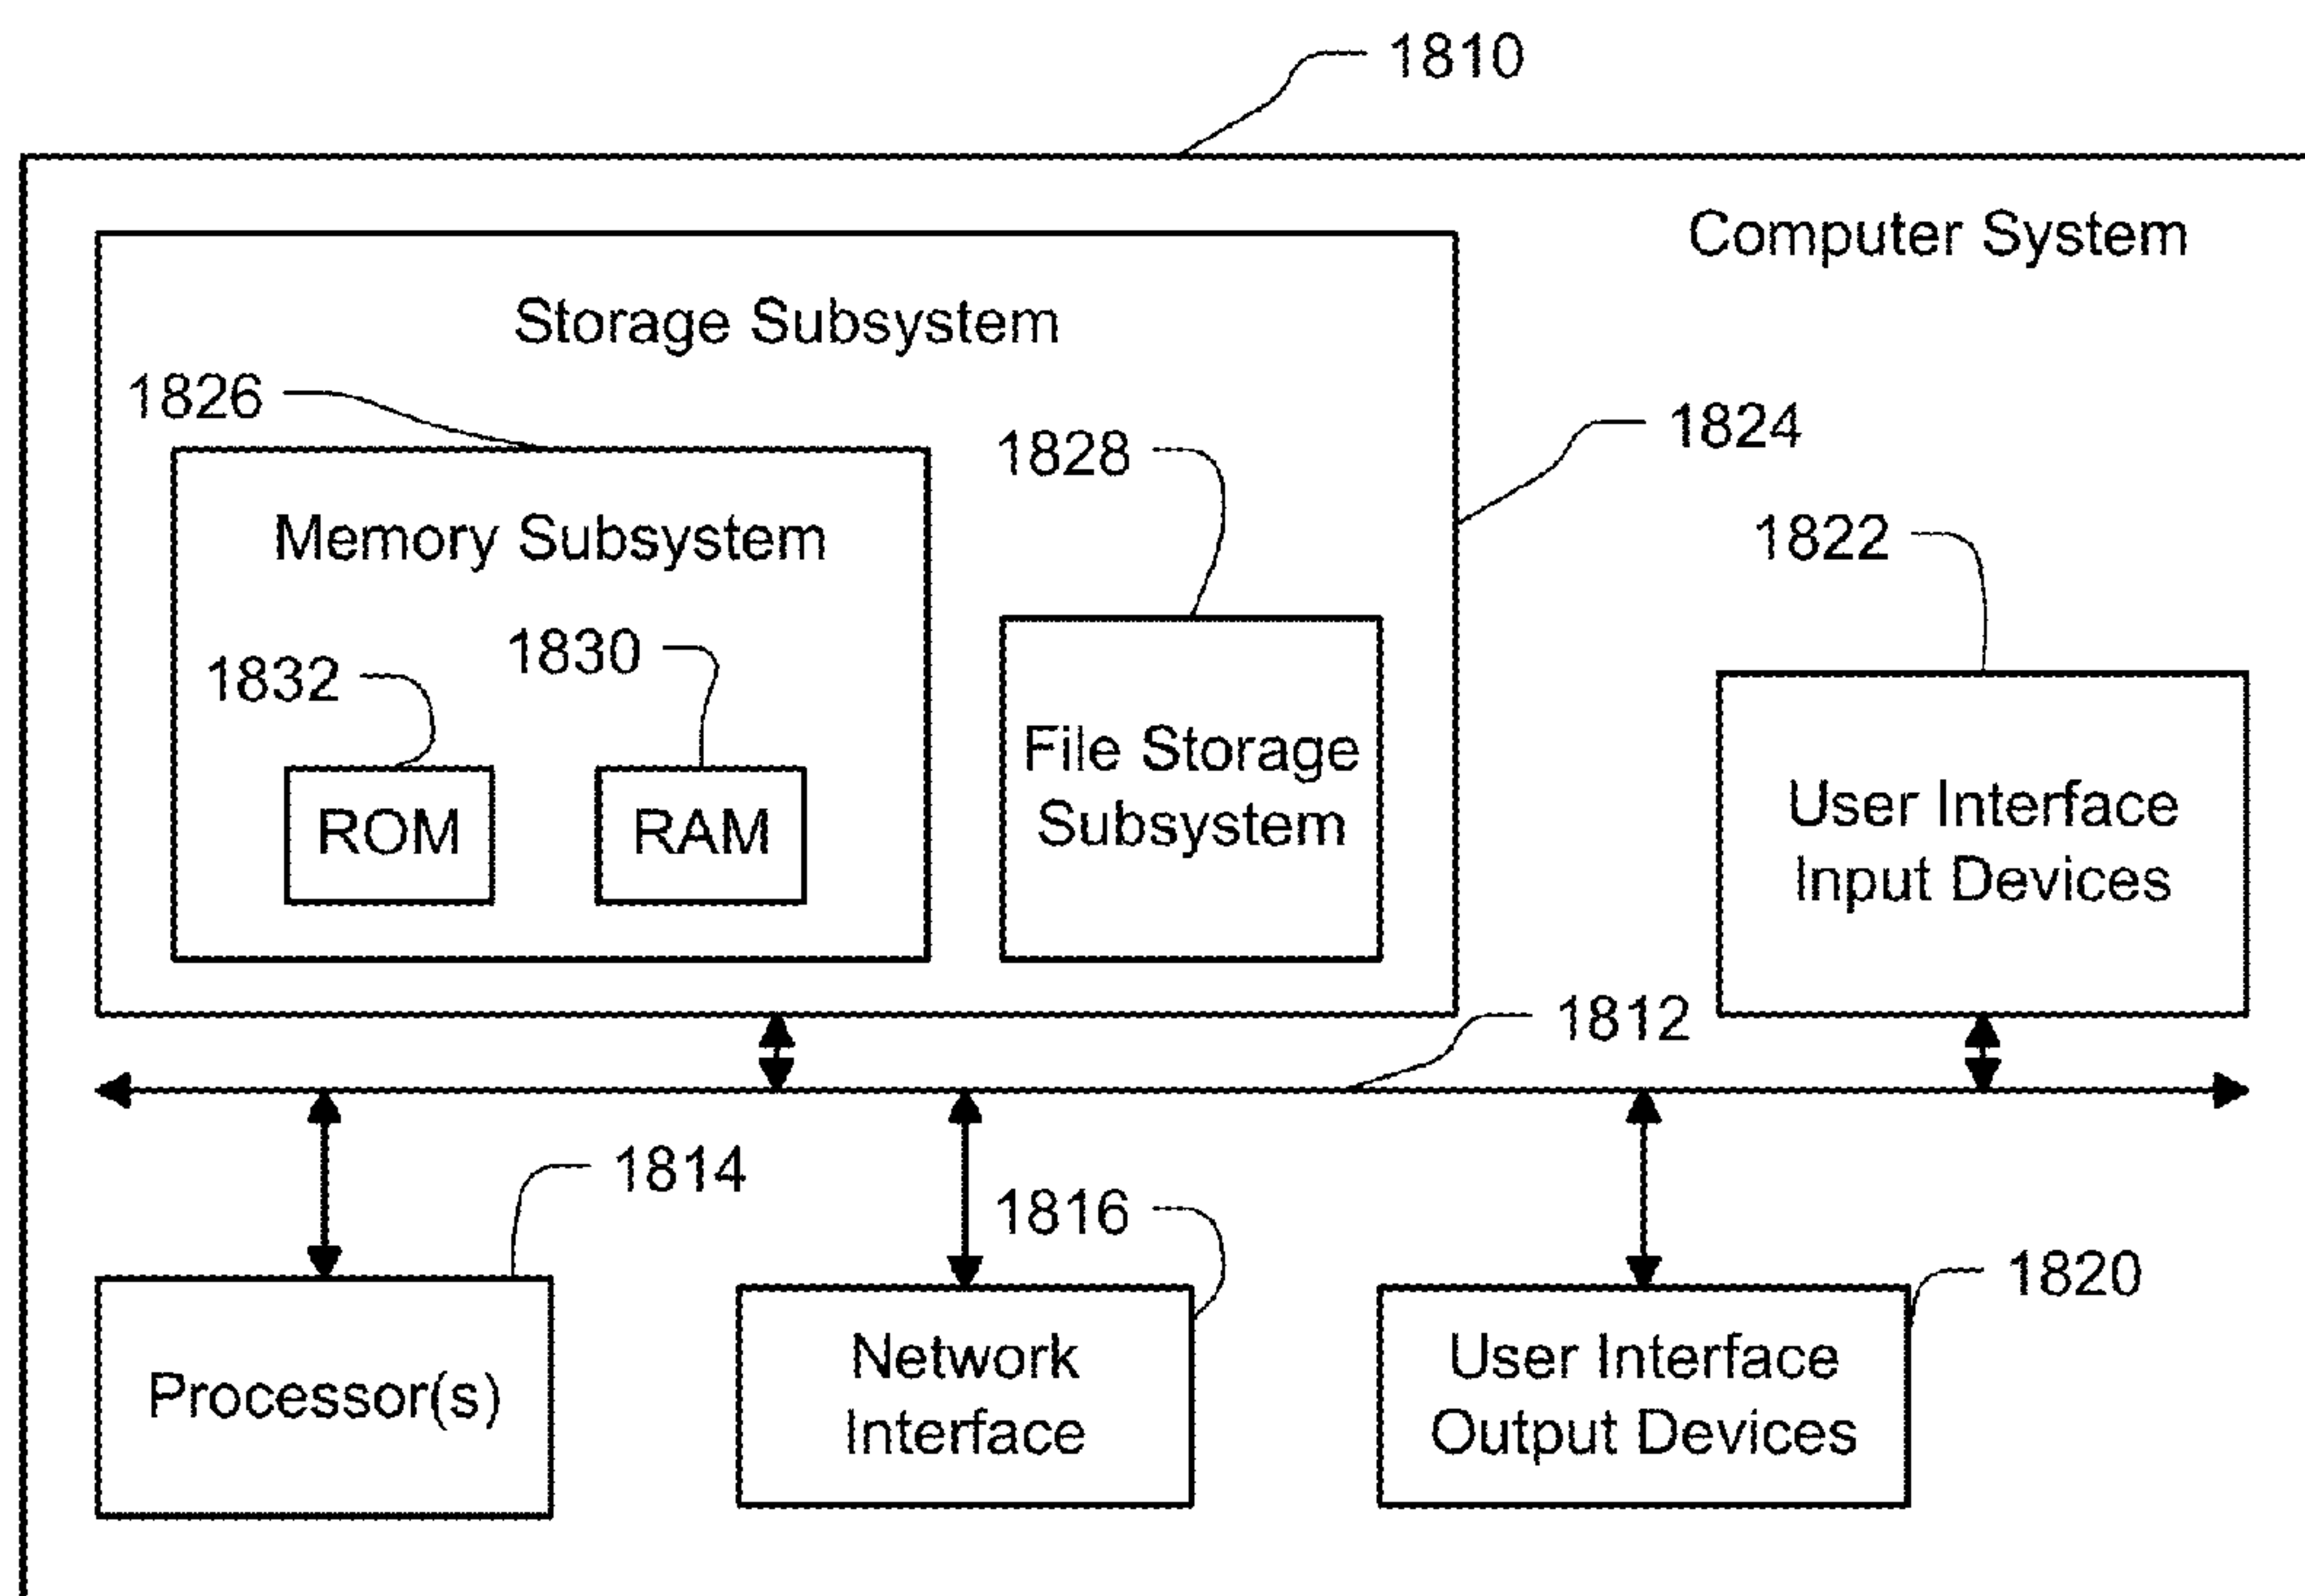 1810
Computer System
Storage Subsystem
1826
1824
1828
Memory Subsystem
1822
1830
1832
File Storage
Subsystem
ROM
RAM
User Interface
Input Devices
1812
1814
1816
1820
Processor(s)
Network
Interface
User Interface
Output Devices